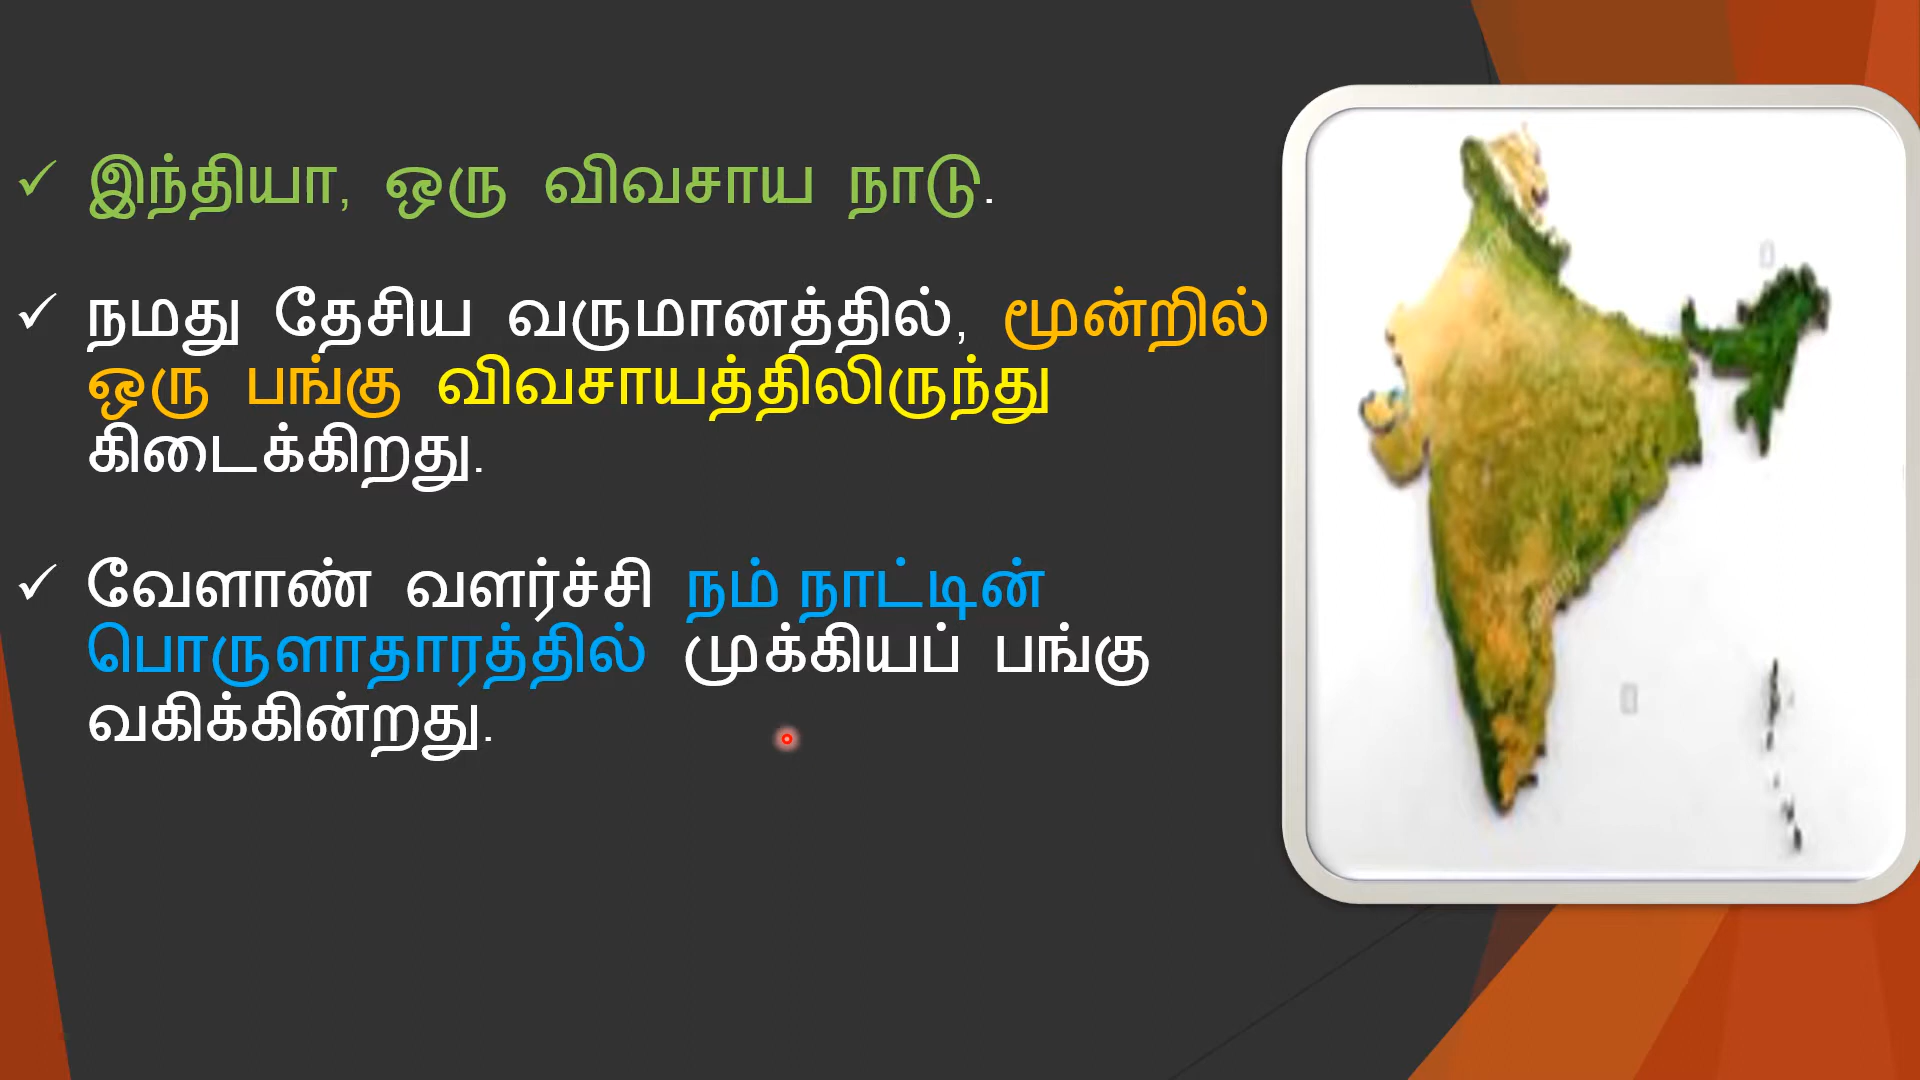 ✓ இந்தியா, ஒரு விவசாய நாடு.
✓ நமது தேசிய வருமானத்தில், மூன்றில்
ஒரு பங்கு விவசாயத்திலிருந்து
கிடைக்கிறது.
✓ வேளாண் வளர்ச்சி நம் நாட்டின்
பொருளாதாரத்தில் முக்கியப் பங்கு
வகிக்கின்றது.